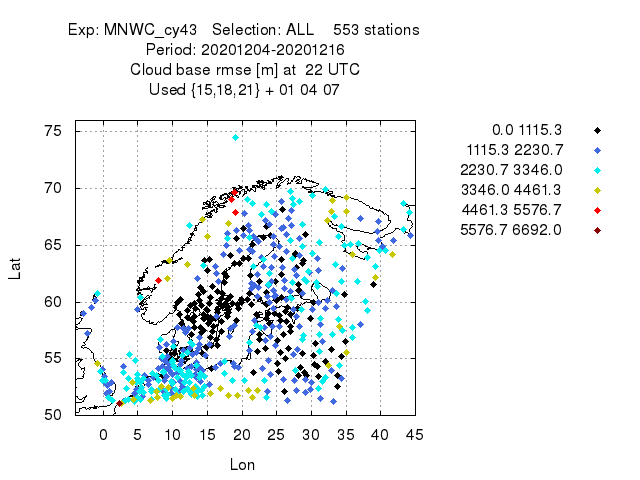 Exp: MNWC_cy43 Selection: ALL 553 stations
Period: 20201204-20201216
Cloud base rmse [m] at 22 UTC
Used {15,18,21} + 01 04 07
0.0 1115.3
1115.3 2230.7
2230.7 3346.0
3346.0 4461.3
4461.3 5576.7
5576.7 6692.0
75
70
65
60
55
50
Lat
0 5 10 15 20 25 30 35 40 45
Lon